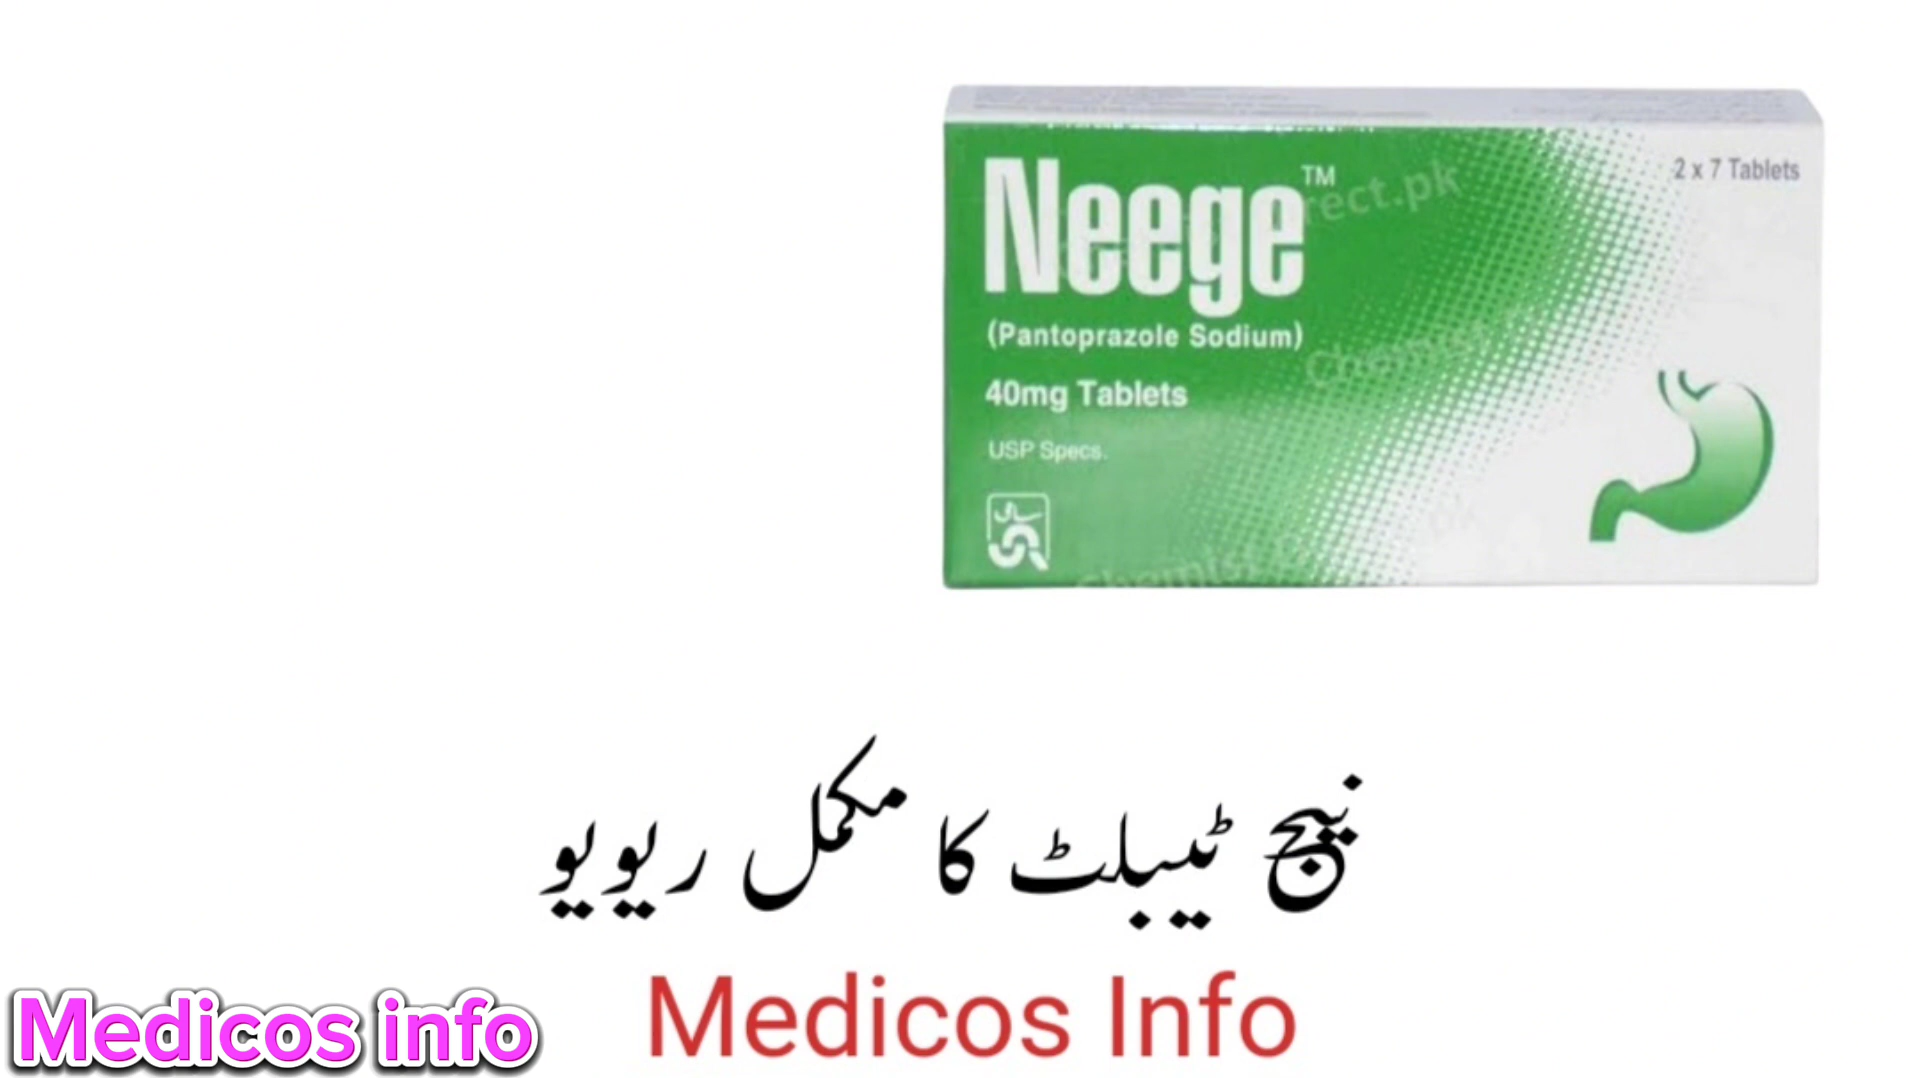 Neege™
2 x 7 Tablets
(Pantoprazole Sodium)
40mg Tablets
USP Specs.
نیج ٹیبلٹ کا مکمل ریویو
Medicos Info
Medicos info